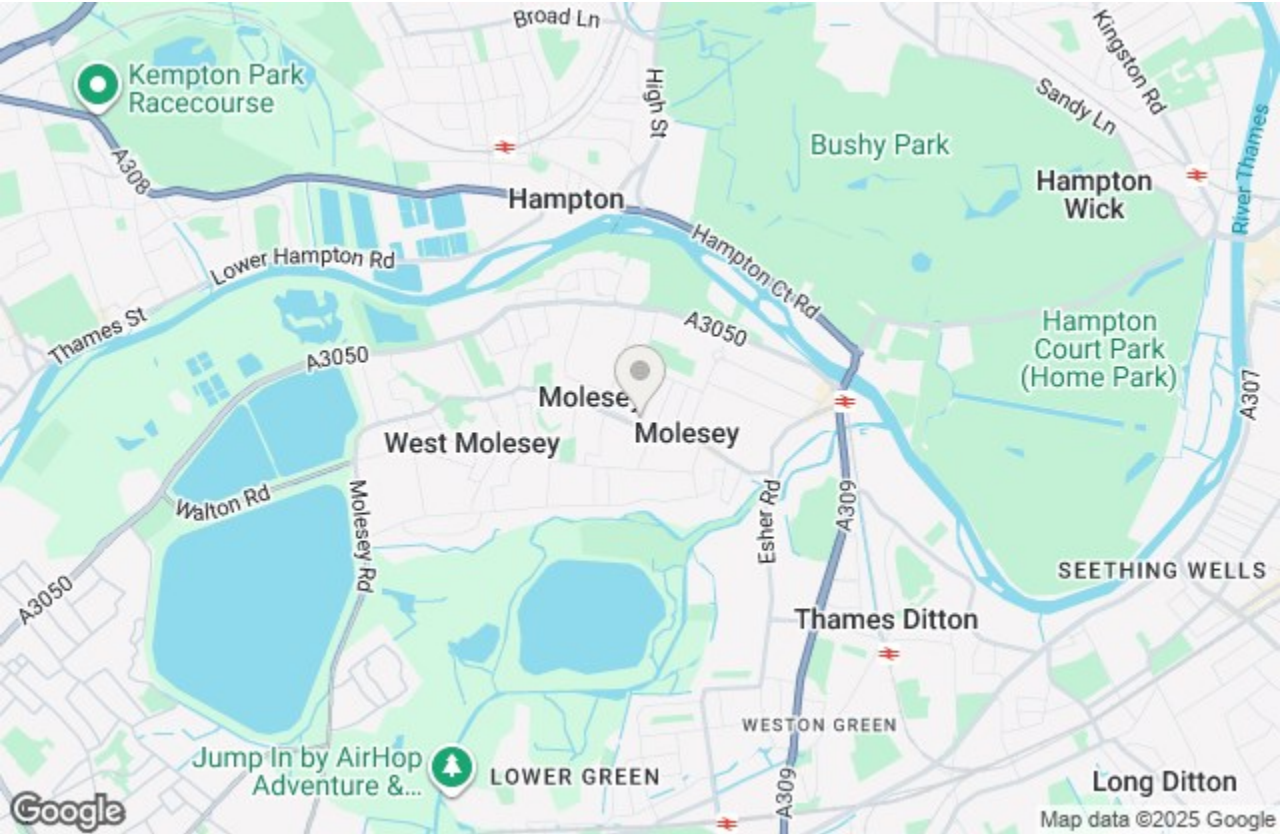 Broad Ln
Kingston Rd
Kempton Park
Racecourse
High St
Sandy Ln
River Thames
Bushy Park
A308
Hampton
Hampton
Wick
Lower Hampton Rd
Hampton Ct Rd
Thames St
A3050
A3050
Hampton
Court Park
(Home Park)
A307
Molesey
Molesey
West Molesey
Walton Rd
Molesey Rd
Esher Rd
A309
A3050
SEETHING WELLS
Thames Ditton
WESTON GREEN
Jump In by AirHop
Adventure &...
LOWER GREEN
A309
Long Ditton
Google
Map data ©2025 Google